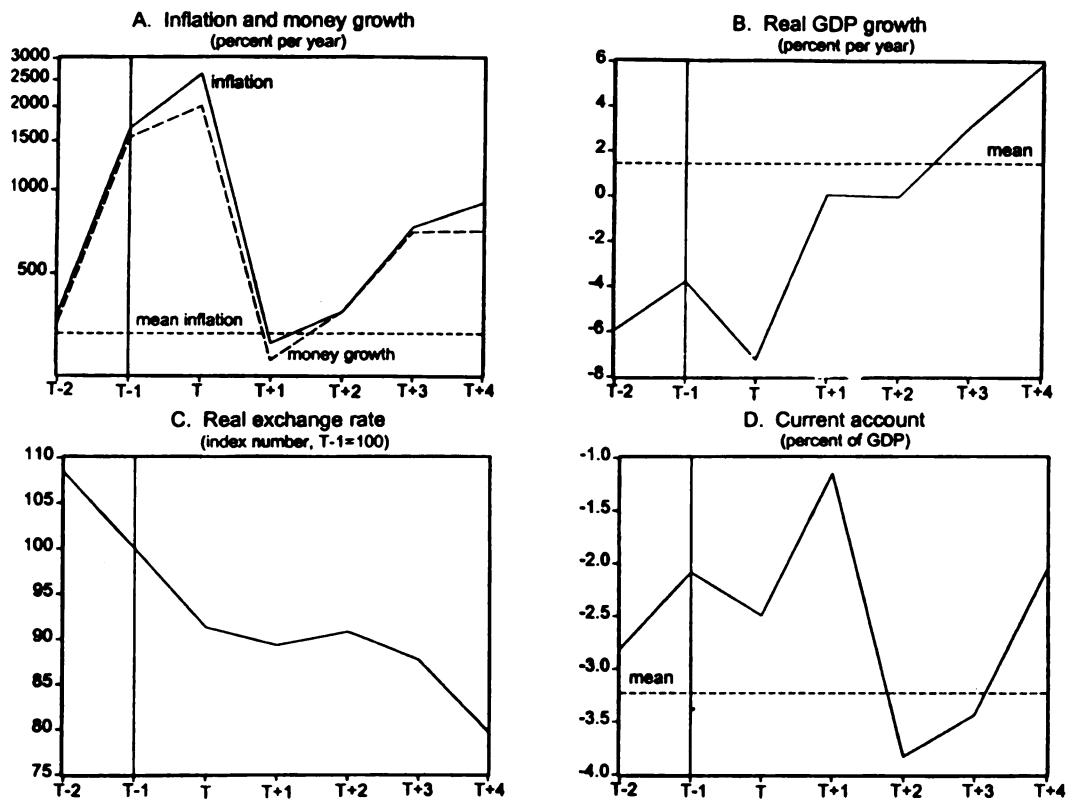 A. Inflation and money growth
(percent per year)
3000
2500
2000
1500
1000
500
inflation
mean inflation
money growth
T-2 T-1 T T+1 T+2 T+3 T+4
B. Real GDP growth
(percent per year)
6
4
2
0
-2
-4
-6
-8
mean
T-2 T-1 T T+1 T+2 T+3 T+4
C. Real exchange rate
(index number, T-1=100)
110
105
100
95
90
85
80
75
T-2 T-1 T T+1 T+2 T+3 T+4
D. Current account
(percent of GDP)
-1.0
-1.5
-2.0
-2.5
-3.0
-3.5
-4.0
mean
T-2 T-1 T T+1 T+2 T+3 T+4